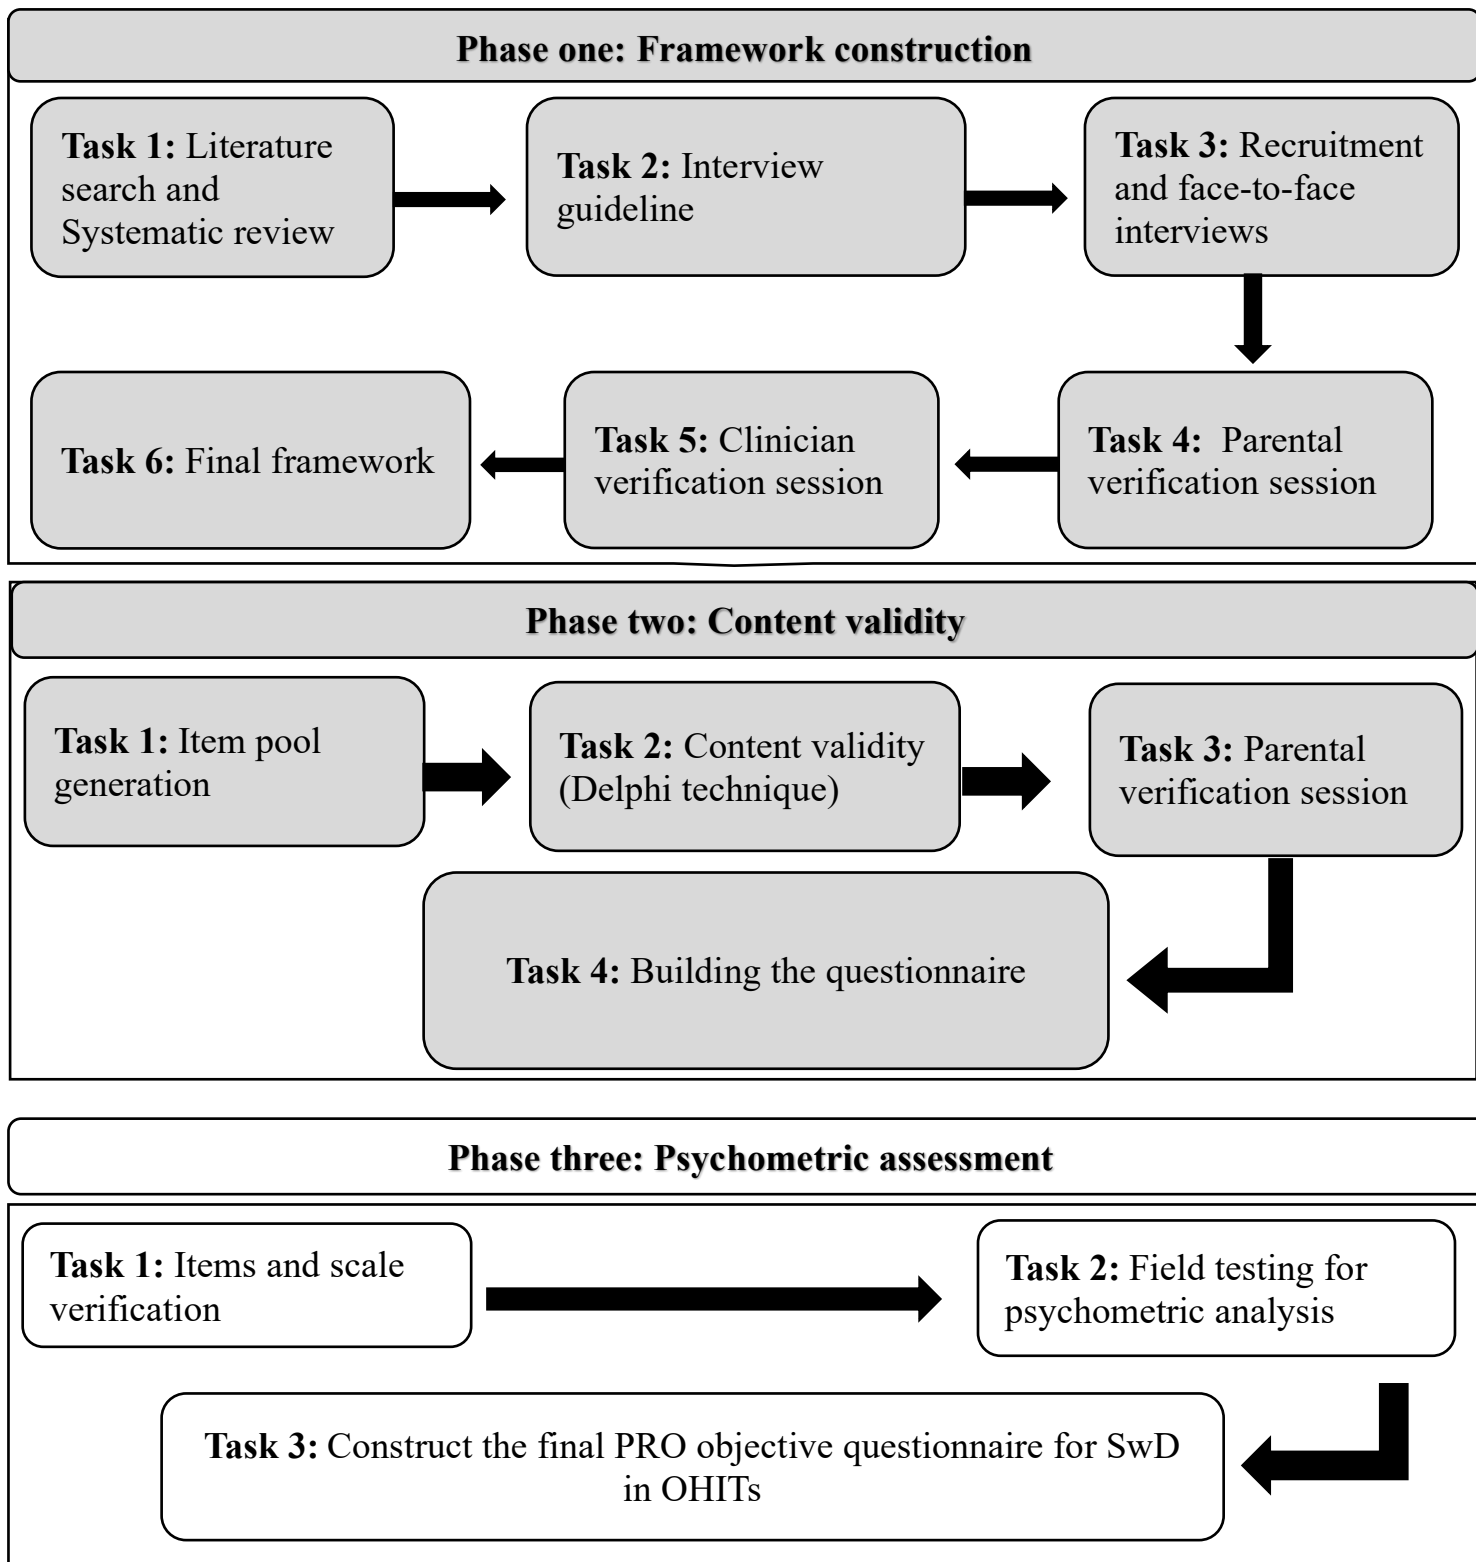 Phase one: Framework construction
Task 1: Literature
search and
Systematic review
Task 2: Interview
guideline
Task 3: Recruitment
and face-to-face
interviews
Task 4:  Parental
verification session
Task 5: Clinician
verification session
Task 6: Final framework
Phase two: Content validity
Task 1: Item pool
generation
Task 2: Content validity
(Delphi technique)
Task 3: Parental
verification session
Task 4: Building the questionnaire
Phase three: Psychometric assessment
Task 1: Items and scale
verification
Task 2: Field testing for
psychometric analysis
Task 3: Construct the final PRO objective questionnaire for SwD
in OHITs